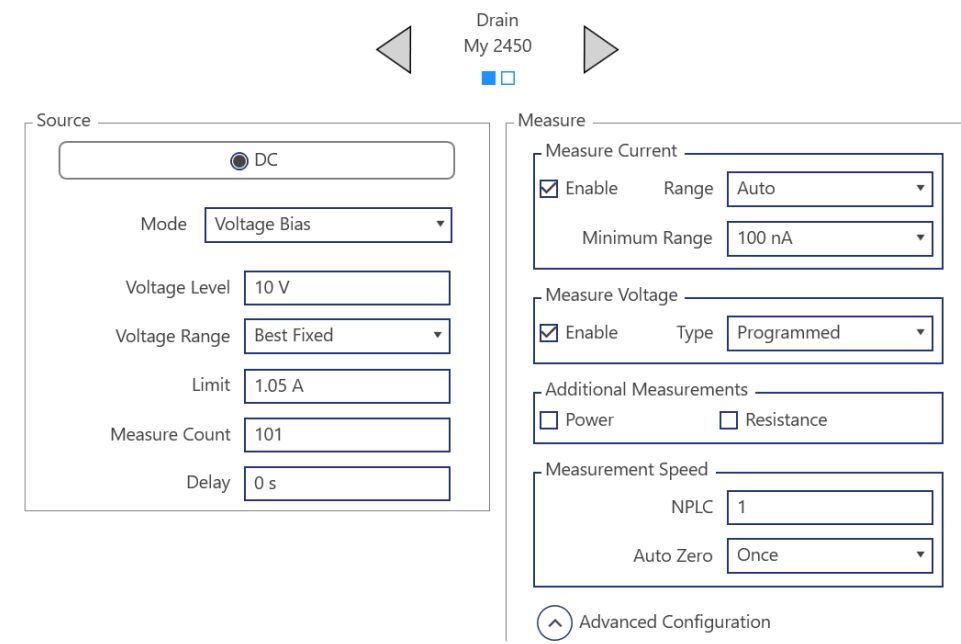 Drain
My 2450
Source
DC
Mode Voltage Bias
Voltage Level 10 V
Voltage Range Best Fixed
Limit 1.05 A
Measure Count 101
Delay 0 s
Measure
Measure Current
Enable Range Auto
Minimum Range 100 nA
Measure Voltage
Enable Type Programmed
Additional Measurements
Power Resistance
Measurement Speed
NPLC 1
Auto Zero Once
Advanced Configuration